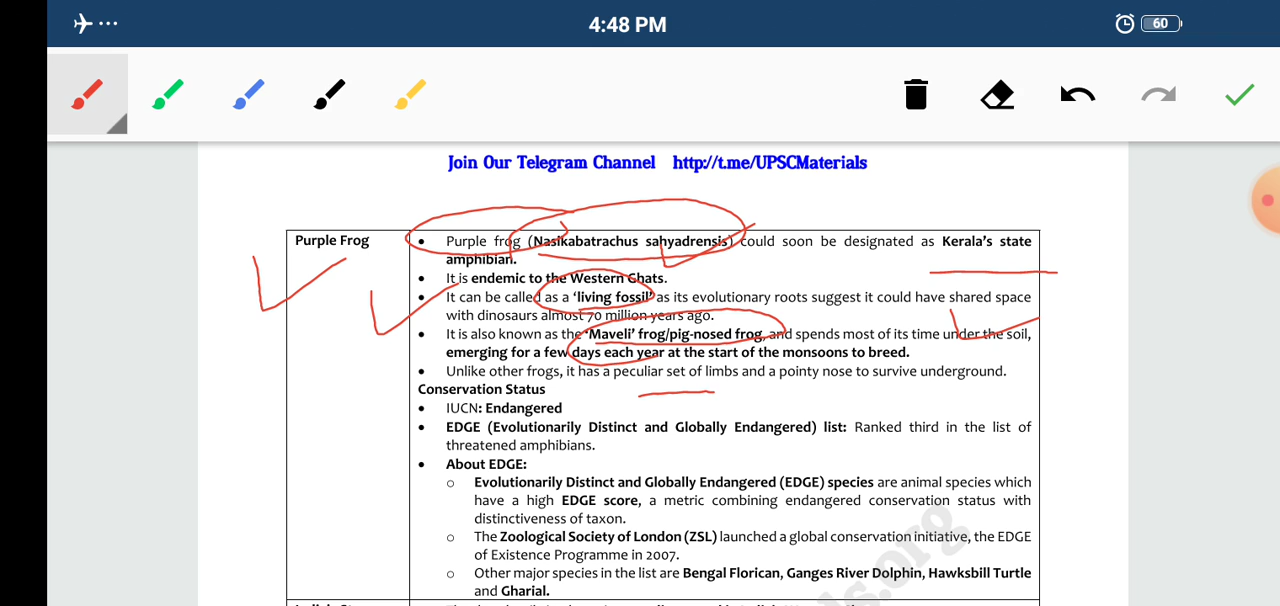 4:48 PM
60
Join Our Telegram Channel http://t.me/UPSCMaterials
Purple Frog
• Purple frog (Nasikabatrachus sahyadrensis) could soon be designated as Kerala's state
amphibian.
• It is endemic to the Western Ghats.
• It can be called as a 'living fossil' as its evolutionary roots suggest it could have shared space
with dinosaurs almost 70 million years ago.
• It is also known as the 'Maveli' frog/pig-nosed frog, and spends most of its time under the soil,
emerging for a few days each year at the start of the monsoons to breed.
• Unlike other frogs, it has a peculiar set of limbs and a pointy nose to survive underground.
Conservation Status
• IUCN: Endangered
• EDGE (Evolutionarily Distinct and Globally Endangered) list: Ranked third in the list of
threatened amphibians.
• About EDGE:
o Evolutionarily Distinct and Globally Endangered (EDGE) species are animal species which
have a high EDGE score, a metric combining endangered conservation status with
distinctiveness of taxon.
o The Zoological Society of London (ZSL) launched a global conservation initiative, the EDGE
of Existence Programme in 2007.
o Other major species in the list are Bengal Florican, Ganges River Dolphin, Hawksbill Turtle
and Gharial.